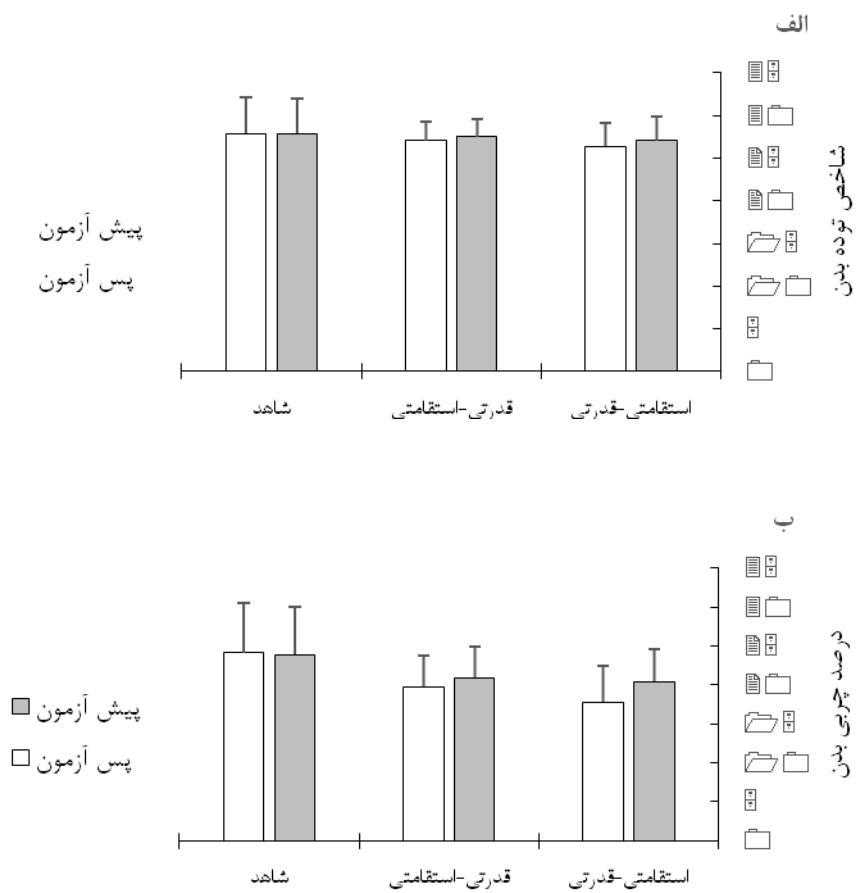 الف
شاخص توده بدن
پیش آزمون
پس آزمون
استقامتی-قدرتی
قدرتی-استقامتی
شاهد
ب
درصد چربی بدن
پیش آزمون
پس آزمون
استقامتی-قدرتی
قدرتی-استقامتی
شاهد